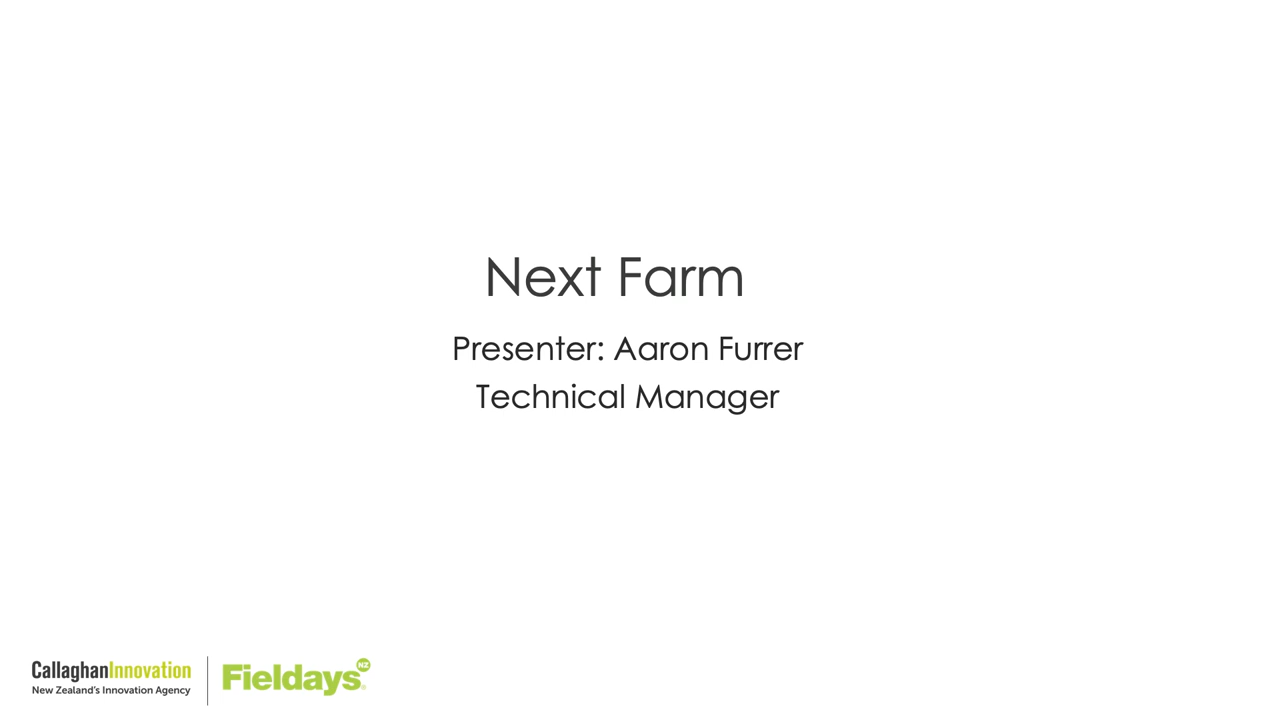 Next Farm
Presenter: Aaron Furrer
Technical Manager
CallaghanInnovation
New Zealand's Innovation Agency
Fieldays NZ